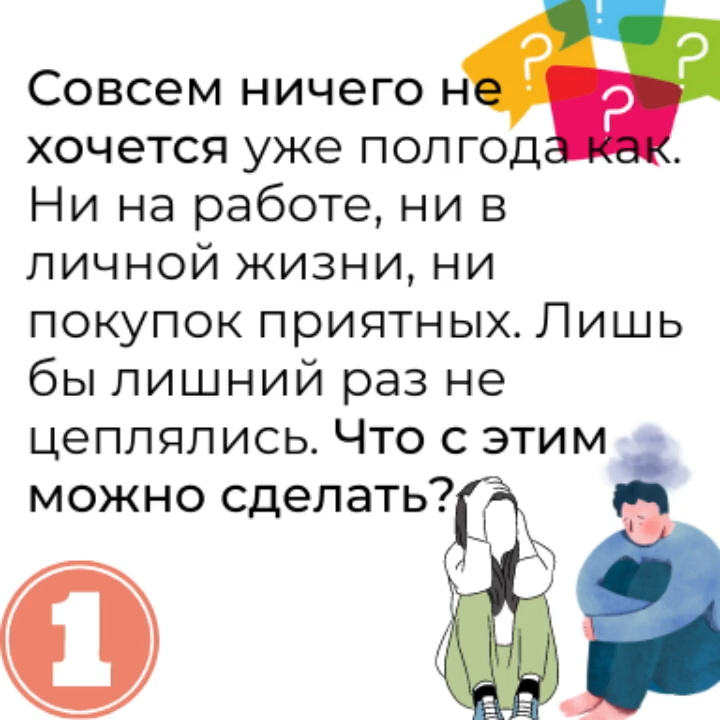 Совсем ничего не
хочется уже полгода как.
Ни на работе, ни в
личной жизни, ни
покупок приятных. Лишь
бы лишний раз не
цеплялись. Что с этим
можно сделать?
1